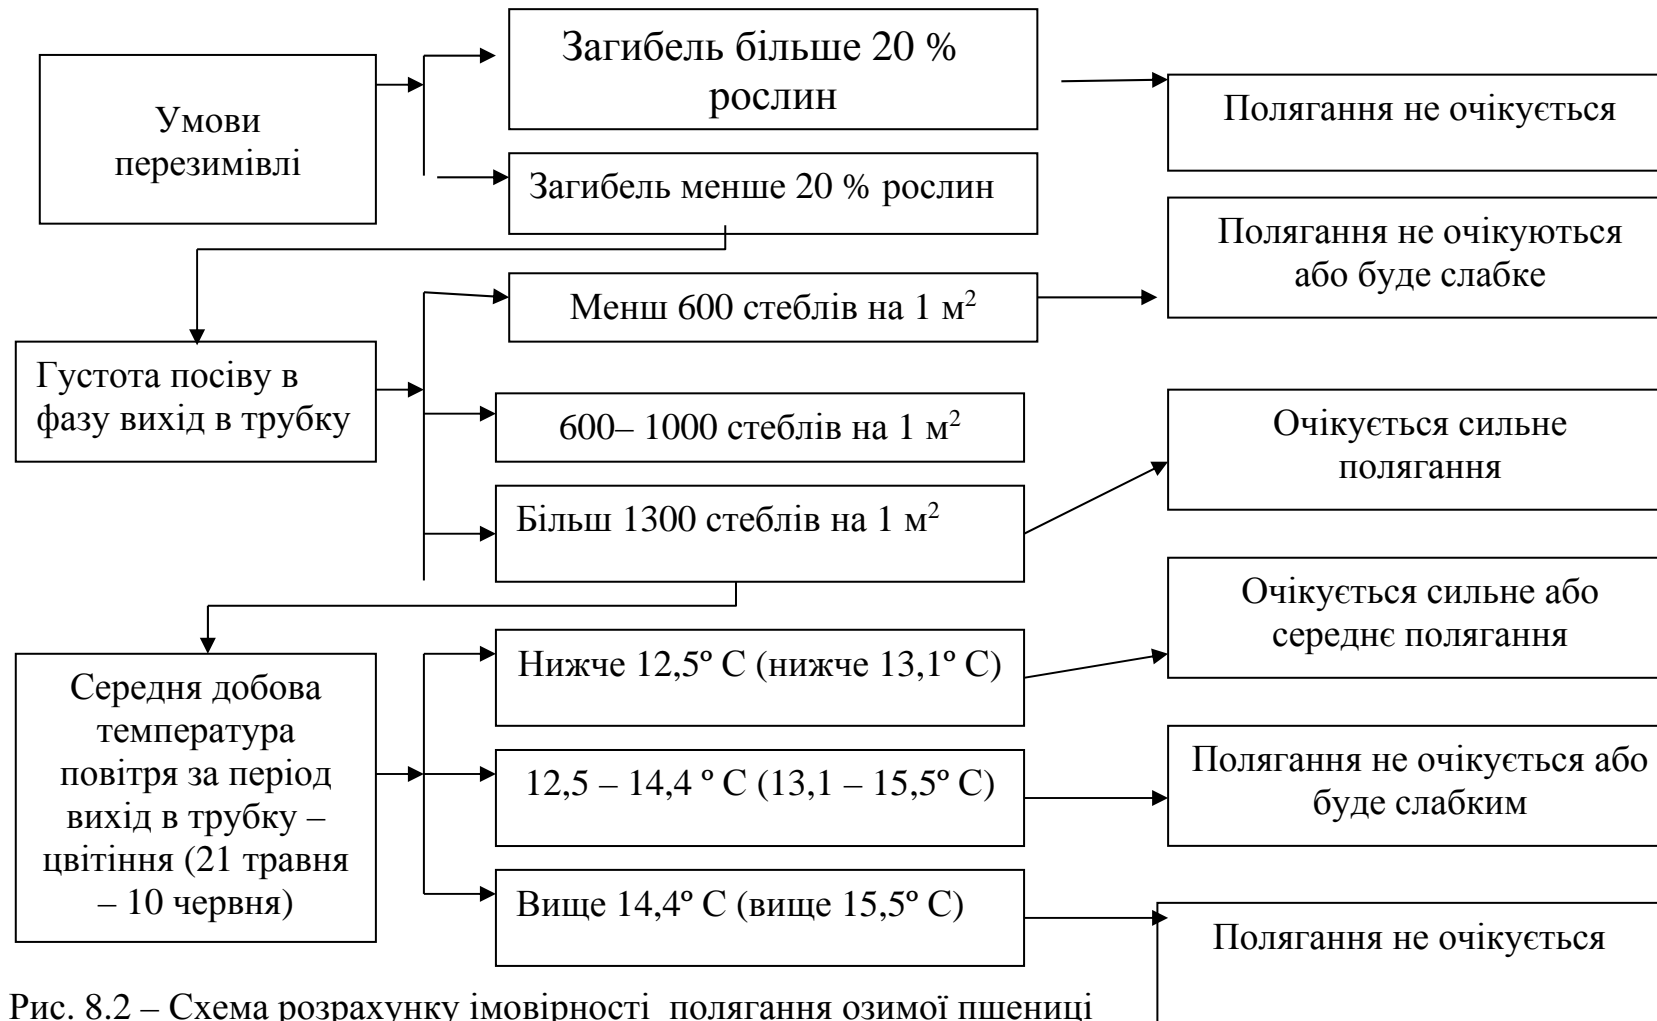 Загибель більше 20 %
рослин
Умови
перезимівлі
Полягання не очікується
Загибель менше 20 % рослин
Полягання не очікуються
або буде слабке
Менш 600 стеблів на 1 м²
Густота посіву в
фазу вихід в трубку
600– 1000 стеблів на 1 м²
Очікується сильне
полягання
Більш 1300 стеблів на 1 м²
Очікується сильне або
середнє полягання
Нижче 12,5º С (нижче 13,1º С)
Середня добова
температура
повітря за період
вихід в трубку –
цвітіння (21 травня
– 10 червня)
12,5 – 14,4 º С (13,1 – 15,5º С)
Полягання не очікується або
буде слабким
Вище 14,4º С (вище 15,5º С)
Полягання не очікується
Рис. 8.2 – Схема розрахунку імовірності полягання озимої пшениці